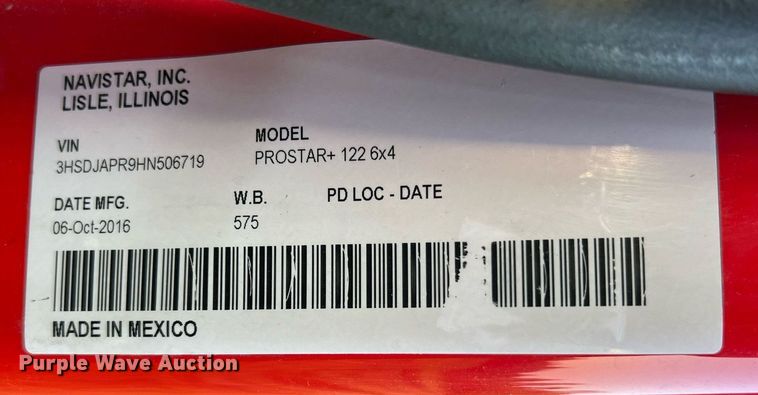 NAVISTAR, INC.
LISLE, ILLINOIS
VIN MODEL
3HSDJAPR9HN506719 PROSTAR+ 122 6x4
DATE MFG. W.B. PD LOC - DATE
06-Oct-2016 575
MADE IN MEXICO
Purple Wave Auction